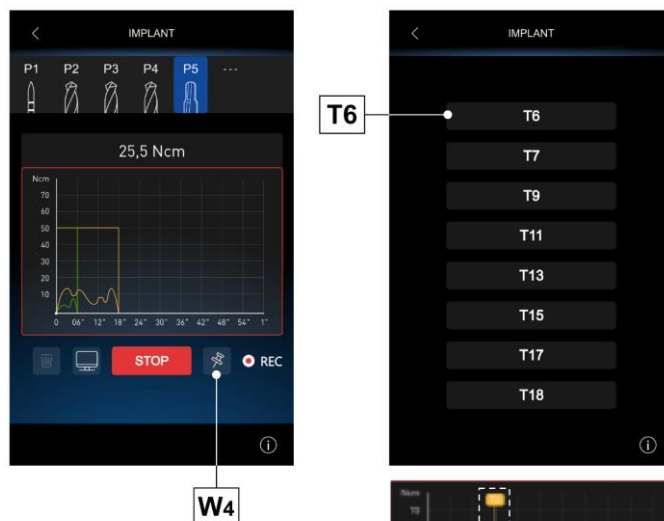 IMPLANT
P1 P2 P3 P4 P5 ---
25,5 Ncm
Ncm
70
60
50
40
30
20
10
0 06" 12" 18" 24" 30" 36" 42" 48" 54" 1"
STOP
REC
W4
IMPLANT
T6
T6
T7
T9
T11
T13
T15
T17
T18
Ncm
70